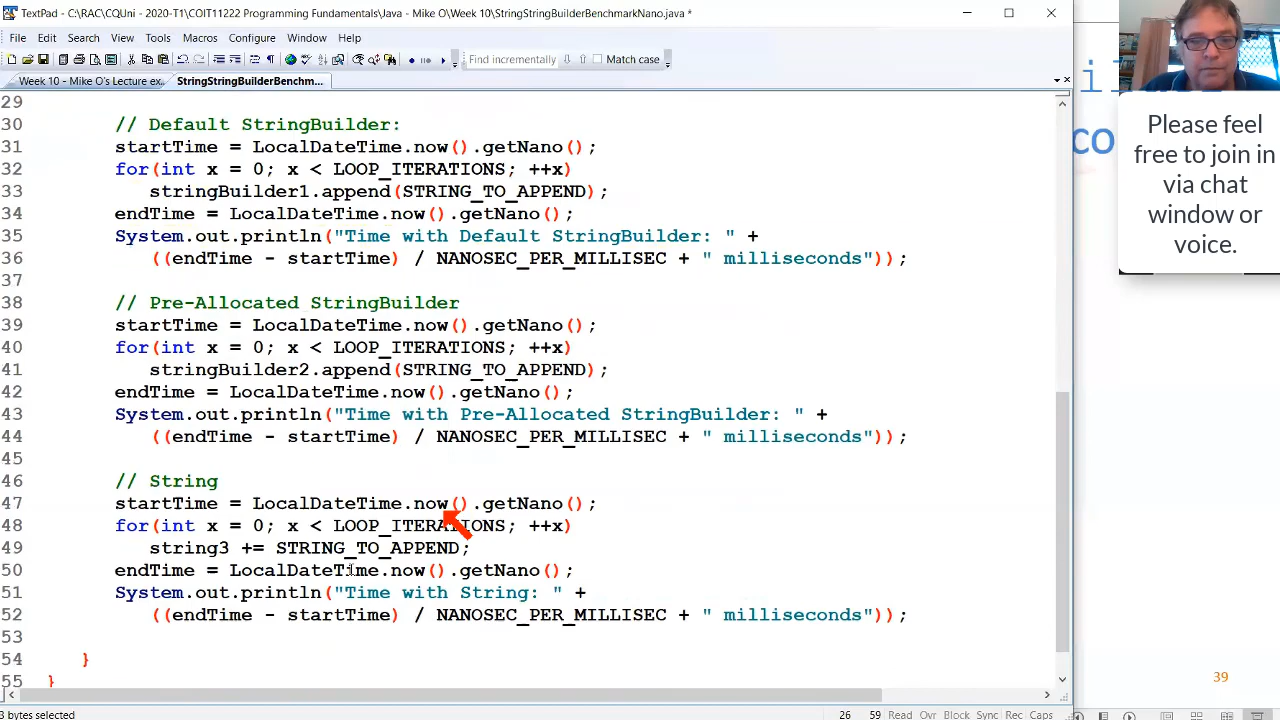 TextPad - C:\RAC\CQUni - 2020-T1\COIT11222 Programming Fundamentals\Java - Mike O\Week 10\StringStringBuilderBenchmarkNano.java *
File Edit Search View Tools Macros Configure Window Help
Find incrementally Match case
Week 10 - Mike O's Lecture ex... StringStringBuilderBenchm...
29
30 // Default StringBuilder:
31 startTime = LocalDateTime.now().getNano();
32 for(int x = 0; x < LOOP_ITERATIONS; ++x)
33 stringBuilder1.append(STRING_TO_APPEND);
34 endTime = LocalDateTime.now().getNano();
35 System.out.println("Time with Default StringBuilder: " +
36 ((endTime - startTime) / NANOSEC_PER_MILLISEC + " milliseconds"));
37
38 // Pre-Allocated StringBuilder
39 startTime = LocalDateTime.now().getNano();
40 for(int x = 0; x < LOOP_ITERATIONS; ++x)
41 stringBuilder2.append(STRING_TO_APPEND);
42 endTime = LocalDateTime.now().getNano();
43 System.out.println("Time with Pre-Allocated StringBuilder: " +
44 ((endTime - startTime) / NANOSEC_PER_MILLISEC + " milliseconds"));
45
46 // String
47 startTime = LocalDateTime.now().getNano();
48 for(int x = 0; x < LOOP_ITERATIONS; ++x)
49 string3 += STRING_TO_APPEND;
50 endTime = LocalDateTime.now().getNano();
51 System.out.println("Time with String: " +
52 ((endTime - startTime) / NANOSEC_PER_MILLISEC + " milliseconds"));
53
54 }
55 }
3 bytes selected 26 59 Read Ovr Block Sync Rec Caps
Please feel
free to join in
via chat
window or
voice.
39